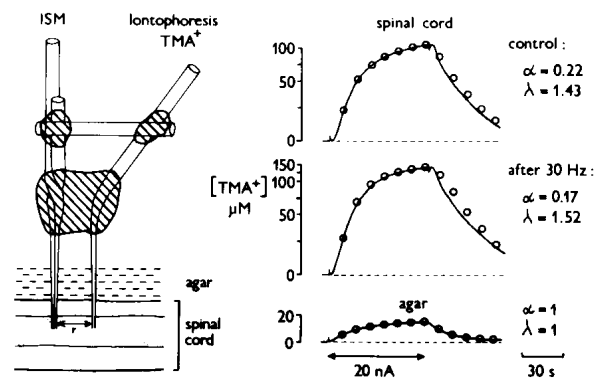 ISM
Iontophoresis
TMA+
agar
r
spinal
cord
spinal cord
100
50
0
control :
α = 0.22
λ = 1.43
[TMA+]
μM
150
100
50
0
after 30 Hz :
α = 0.17
λ = 1.52
agar
20
0
α = 1
λ = 1
20 nA
30 s